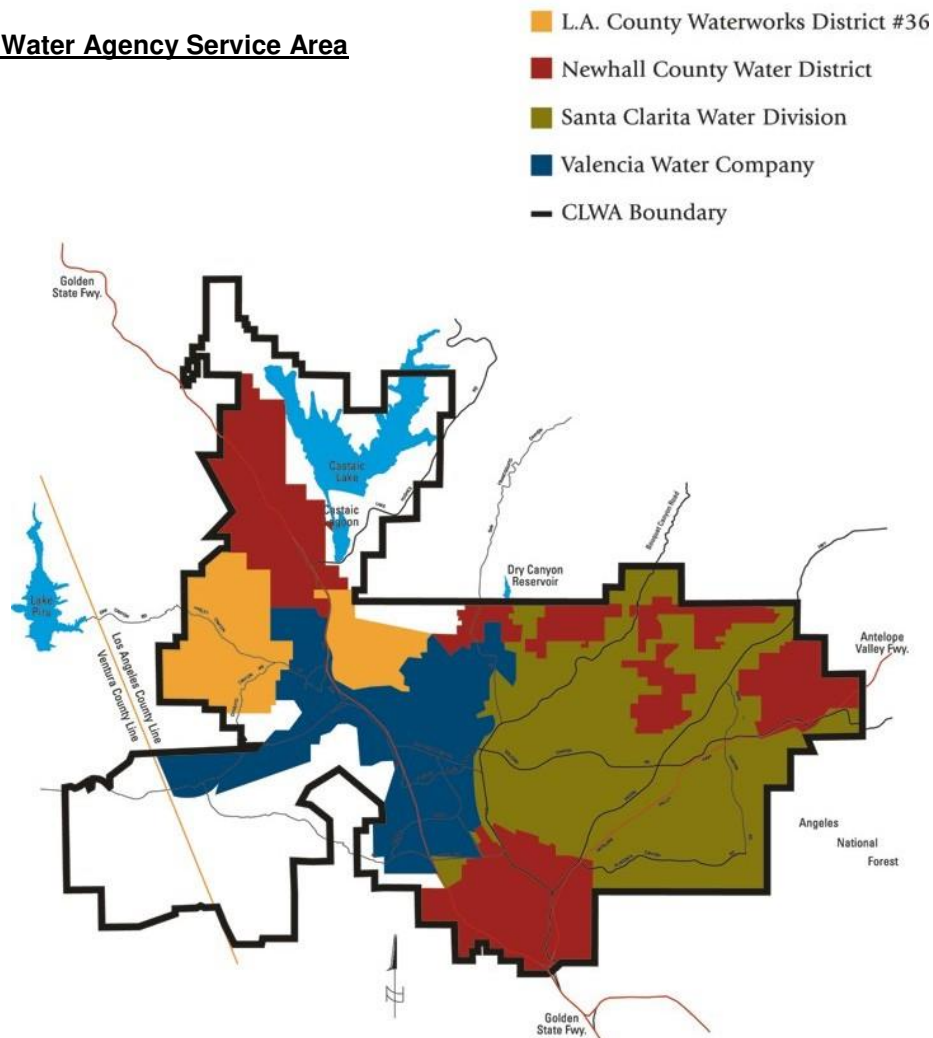 Water Agency Service Area
L.A. County Waterworks District #36
Newhall County Water District
Santa Clarita Water Division
Valencia Water Company
CLWA Boundary
Golden
State Fwy.
Castaic
Lake
Castaic
Lagoon
Bouquet Canyon Road
Dry Canyon
Reservoir
Lake
Piru
Los Angeles County Line
Ventura County Line
Antelope
Valley Fwy.
Angeles
National
Forest
Golden
State Fwy.